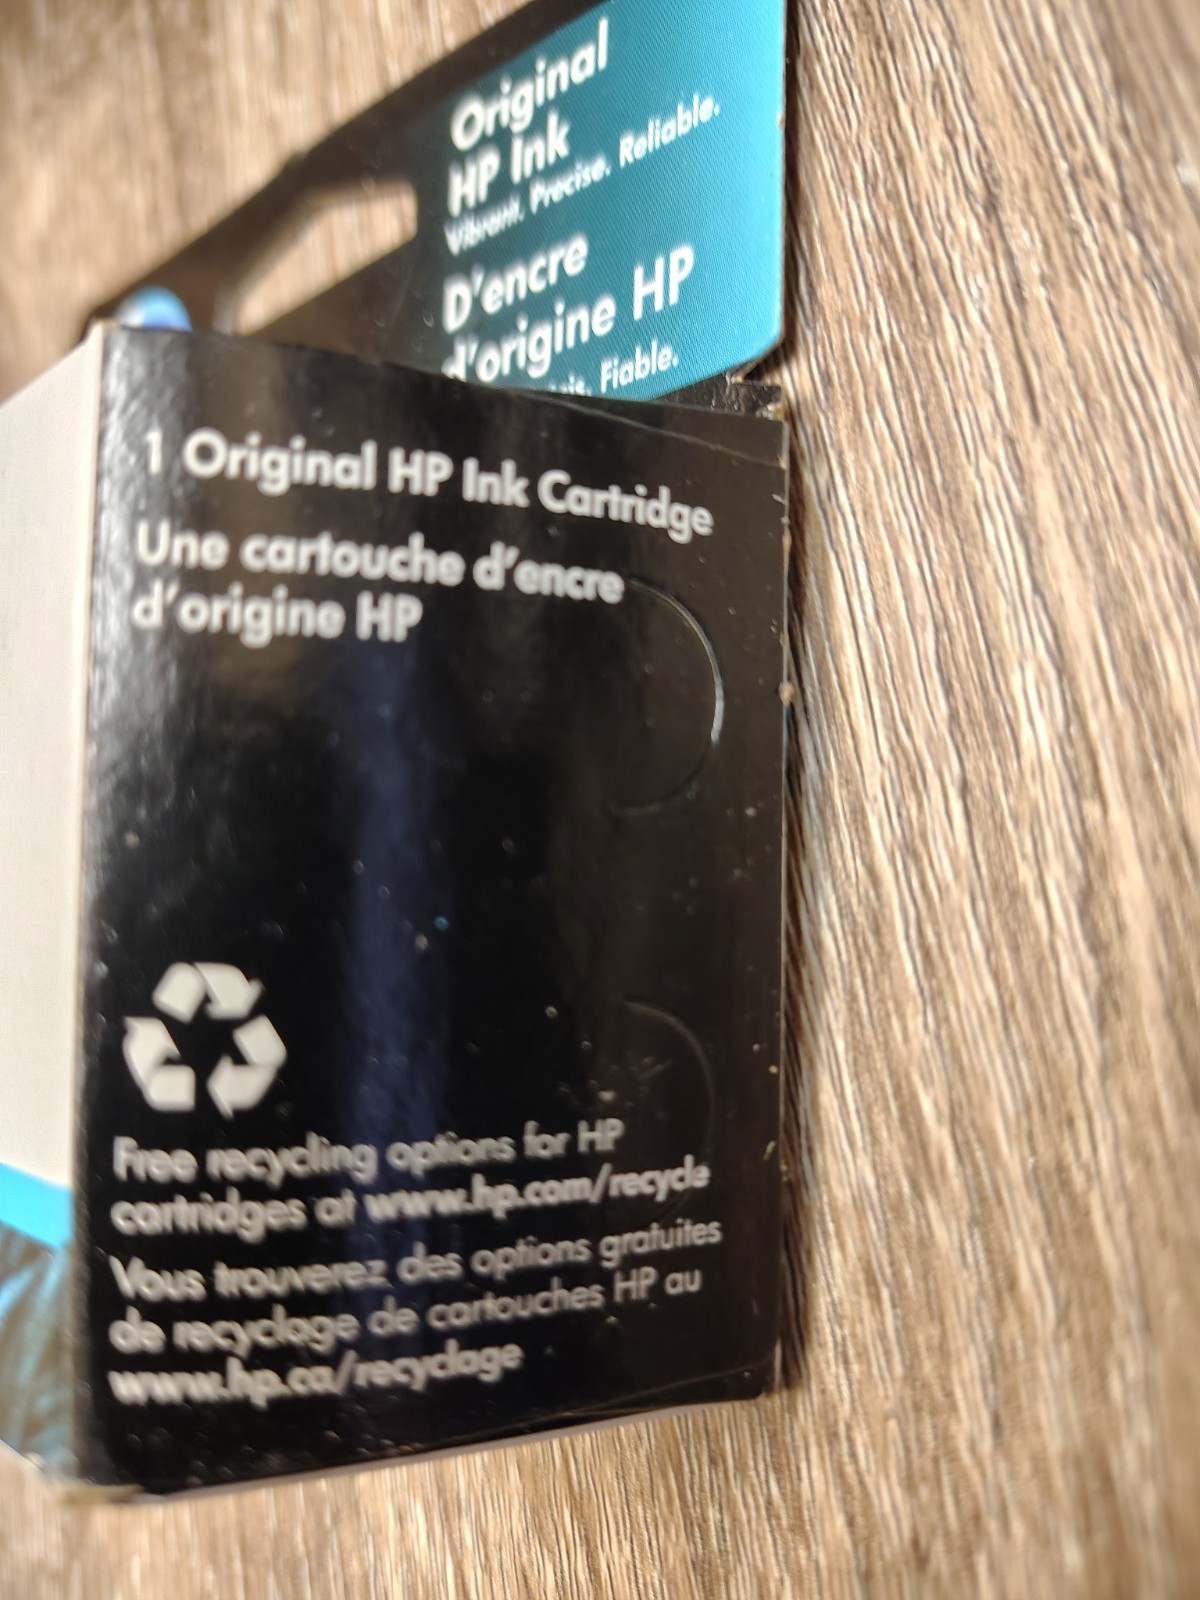 Original
HP Ink
Vibrant. Precise. Reliable.
D'encre
d'origine HP
Fiable.
1 Original HP Ink Cartridge
Une cartouche d'encre
d'origine HP
Free recycling options for HP
cartridges at www.hp.com/recycle
Vous trouverez des options gratuites
de recyclage de cartouches HP au
www.hp.ca/recyclage